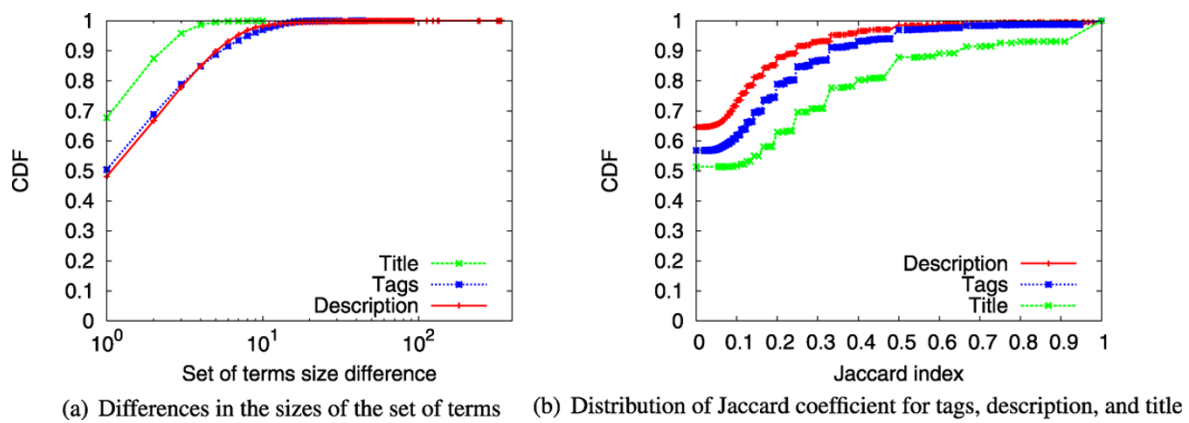 1
0.9
0.8
0.7
0.6
0.5
0.4
0.3
0.2
0.1
0
CDF
Title
Tags
Description
10^0
10^1
10^2
Set of terms size difference
(a) Differences in the sizes of the set of terms
1
0.9
0.8
0.7
0.6
0.5
0.4
0.3
0.2
0.1
0
CDF
Description
Tags
Title
0 0.1 0.2 0.3 0.4 0.5 0.6 0.7 0.8 0.9 1
Jaccard index
(b) Distribution of Jaccard coefficient for tags, description, and title